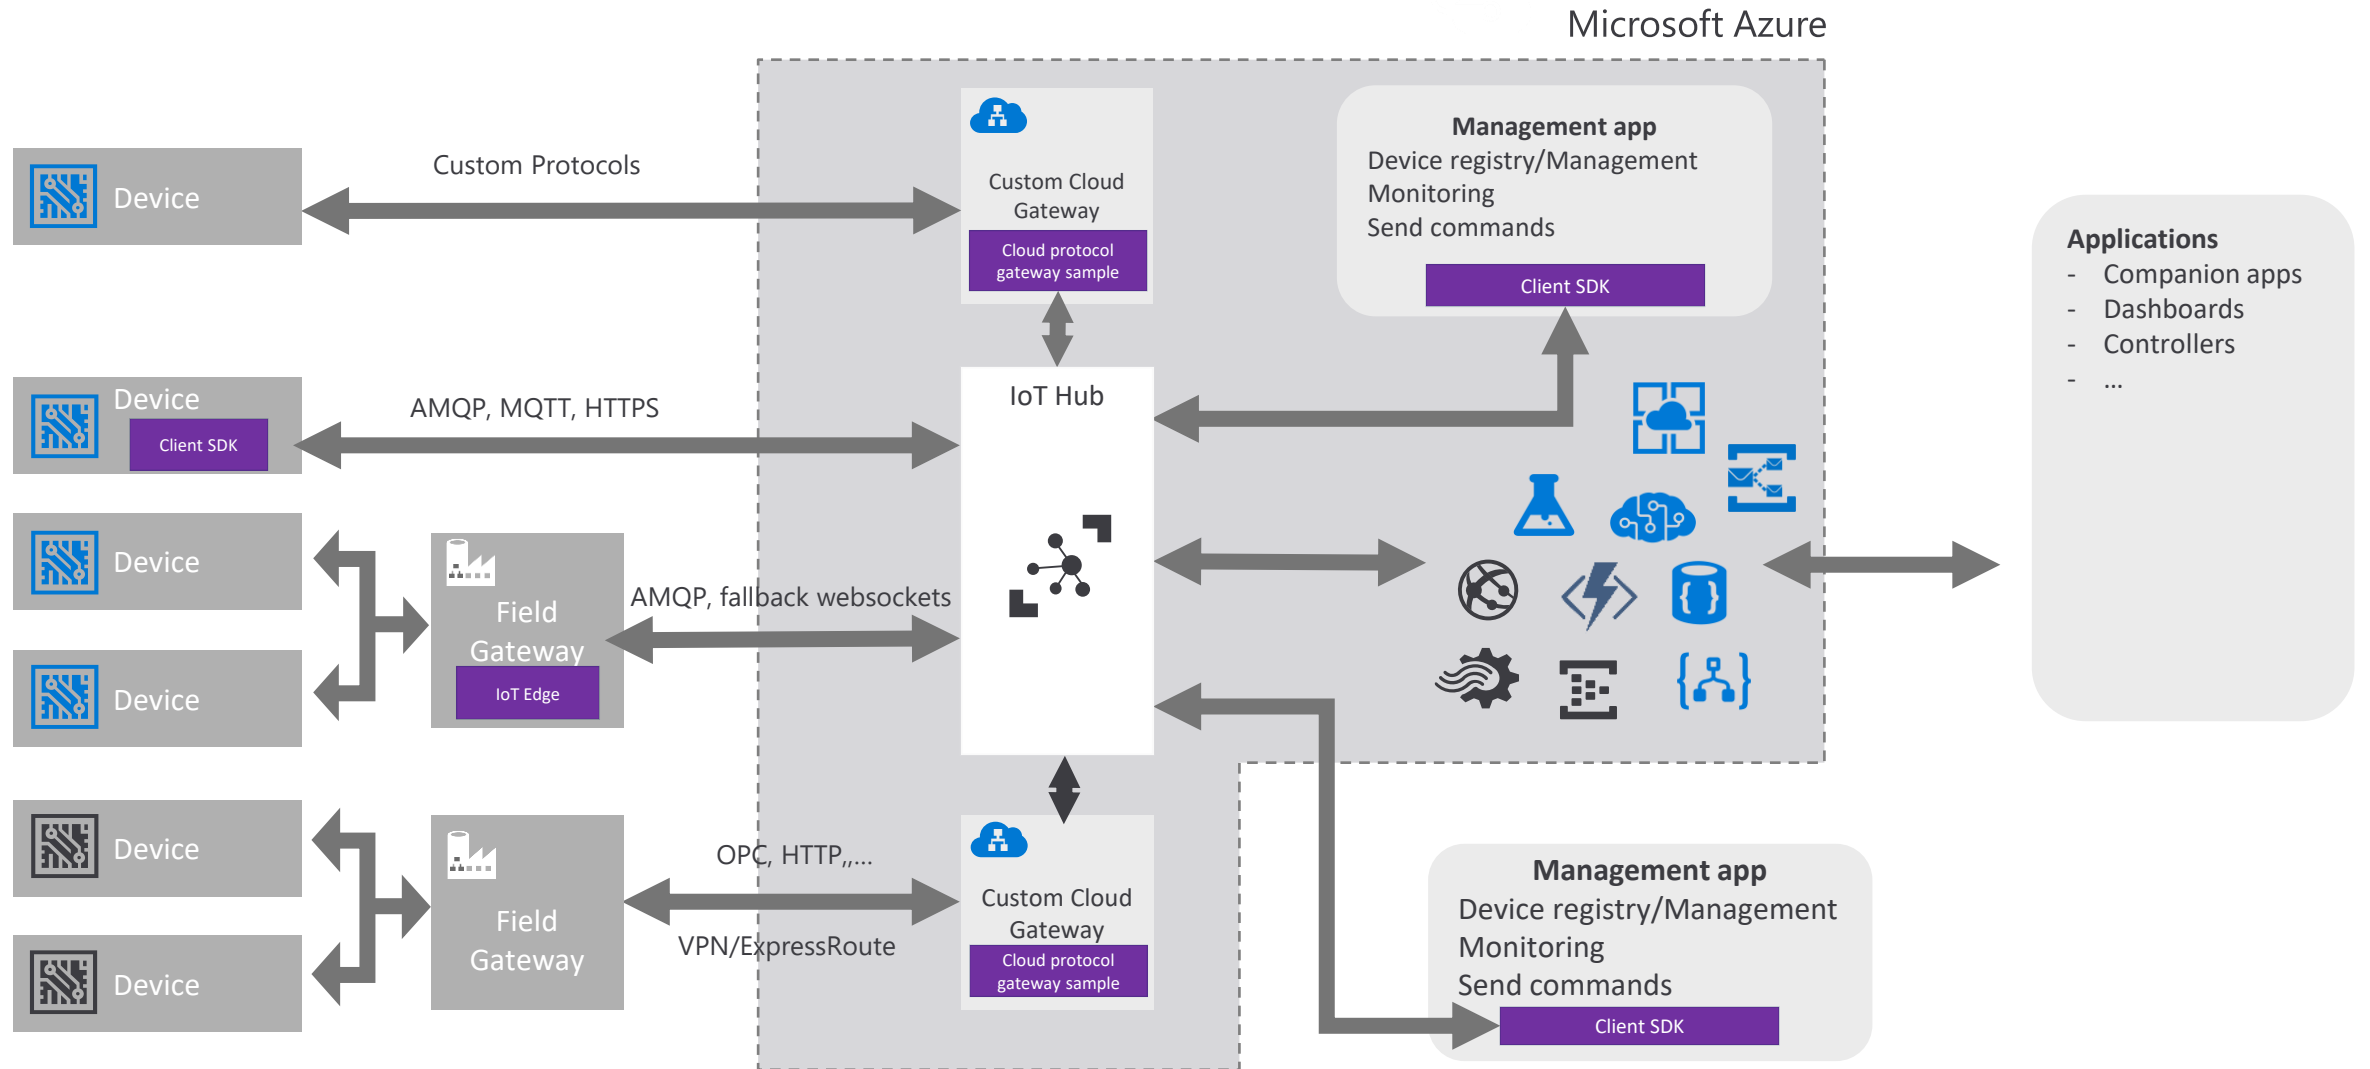 Microsoft Azure
Device
Custom Protocols
Custom Cloud
Gateway
Cloud protocol
gateway sample
Management app
Device registry/Management
Monitoring
Send commands
Client SDK
Applications
- Companion apps
- Dashboards
- Controllers
- ...
Device
Client SDK
AMQP, MQTT, HTTPS
IoT Hub
Device
Device
Field
Gateway
IoT Edge
AMQP, fallback websockets
Device
Device
Field
Gateway
OPC, HTTP,,...
VPN/ExpressRoute
Custom Cloud
Gateway
Cloud protocol
gateway sample
Management app
Device registry/Management
Monitoring
Send commands
Client SDK